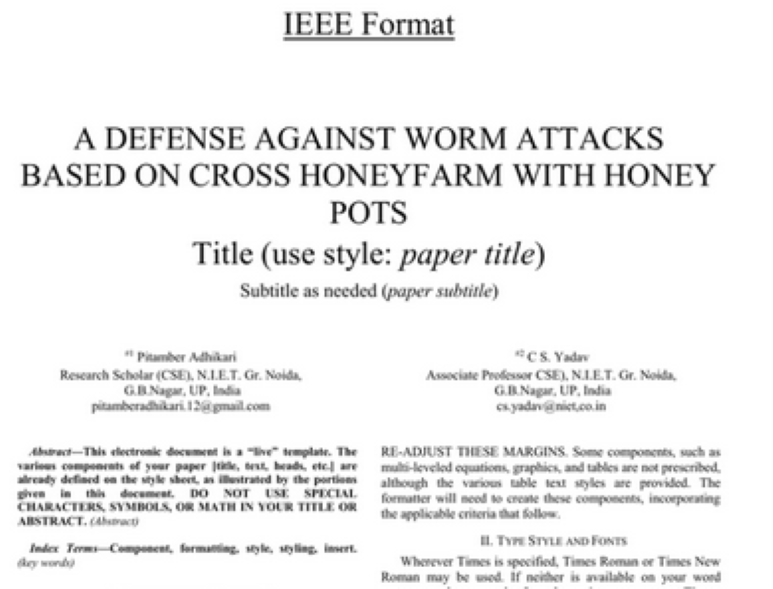 IEEE Format
A DEFENSE AGAINST WORM ATTACKS
BASED ON CROSS HONEYFARM WITH HONEY
POTS
Title (use style: paper title)
Subtitle as needed (paper subtitle)
#1 Pitamber Adhikari
Research Scholar (CSE), N.I.E.T. Gr. Noida,
G.B.Nagar, UP, India
pitamberadhikari.12@gmail.com
#2 C S. Yadav
Associate Professor CSE), N.I.E.T. Gr. Noida,
G.B.Nagar, UP, India
cs.yadav@niet.co.in
Abstract—This electronic document is a “live” template. The
various components of your paper [title, text, heads, etc.] are
already defined on the style sheet, as illustrated by the portions
given in this document. DO NOT USE SPECIAL
CHARACTERS, SYMBOLS, OR MATH IN YOUR TITLE OR
ABSTRACT. (Abstract)
Index Terms—Component, formatting, style, styling, insert.
(key words)
RE-ADJUST THESE MARGINS. Some components, such as
multi-leveled equations, graphics, and tables are not prescribed,
although the various table text styles are provided. The
formatter will need to create these components, incorporating
the applicable criteria that follow.
II. TYPE STYLE AND FONTS
Wherever Times is specified, Times Roman or Times New
Roman may be used. If neither is available on your word